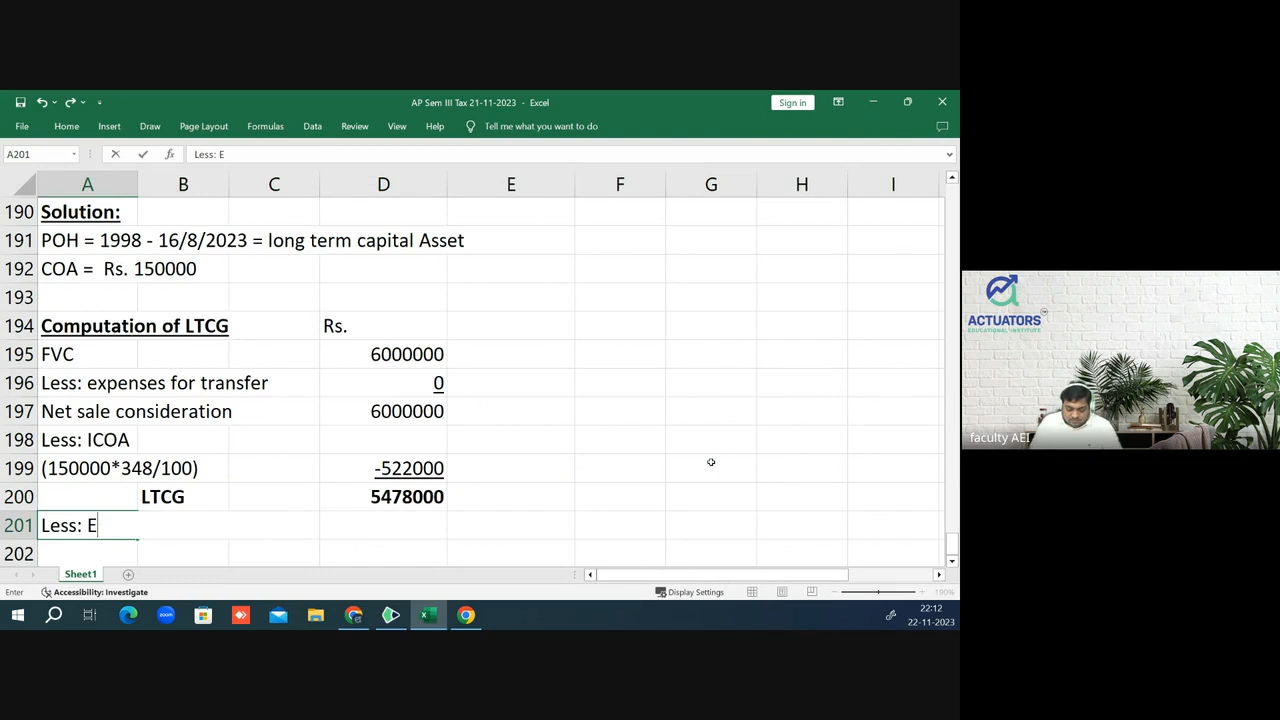 AP Sem III Tax 21-11-2023 - Excel
Sign in
File Home Insert Draw Page Layout Formulas Data Review View Help Tell me what you want to do
A201 fx Less: E
A B C D E F G H I
190 Solution:
191 POH = 1998 - 16/8/2023 = long term capital Asset
192 COA = Rs. 150000
193
194 Computation of LTCG Rs.
195 FVC 6000000
196 Less: expenses for transfer 0
197 Net sale consideration 6000000
198 Less: ICOA
199 (150000*348/100) -522000
200 LTCG 5478000
201 Less: E
202
Sheet1
Enter Accessibility: Investigate Display Settings 190%
zoom
22:12
22-11-2023
ACTUATORS
EDUCATIONAL INSTITUTE
faculty AEI